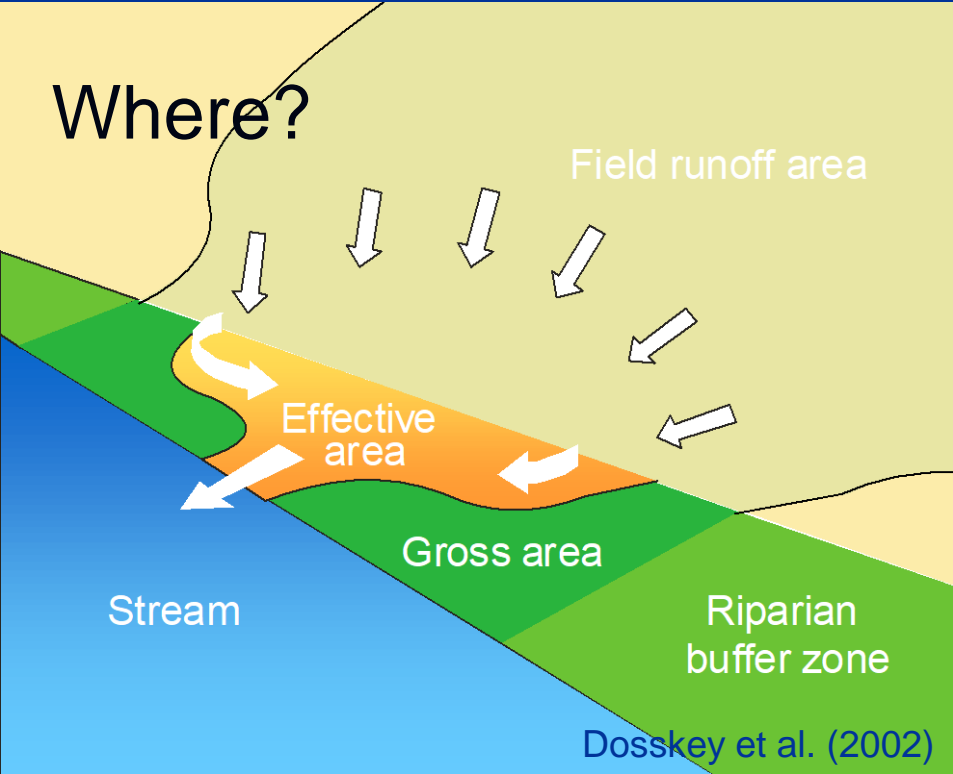 Where?
Field runoff area
Effective
area
Gross area
Stream
Riparian
buffer zone
Dosskey et al. (2002)